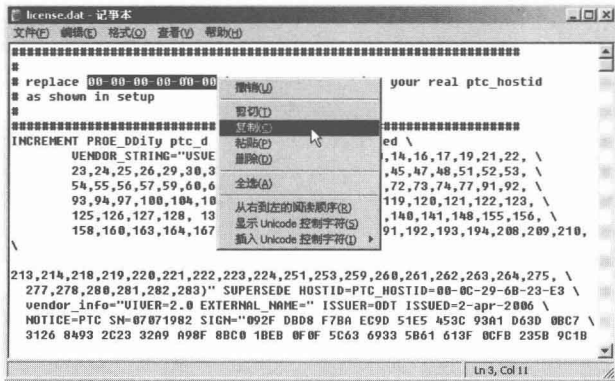 license.dat - 记事本
文件(F) 编辑(E) 格式(O) 查看(V) 帮助(H)
####################################################################
#
# replace 00-00-00-00-00 your real ptc_hostid
# as shown in setup
#
####################################################################
INCREMENT PROE_DDiTy ptc_d ed \
VENDOR_STRING="VSVE ,14,16,17,19,21,22, \
23,24,25,26,29,30,3 ,45,47,48,51,52,53, \
54,55,56,57,59,60,6 ,72,73,74,77,91,92, \
93,94,97,100,104,10 119,120,121,122,123, \
125,126,127,128, 13 ,140,141,148,155,156, \
158,160,163,164,167 91,192,193,194,208,209,210,
\
213,214,218,219,220,221,222,223,224,251,253,259,260,261,262,263,264,275, \
277,278,280,281,282,283)" SUPERSEDE HOSTID=PTC_HOSTID=00-0C-29-6B-23-E3 \
vendor_info="VIVER=2.0 EXTERNAL_NAME=" ISSUER=ODT ISSUED=2-apr-2006 \
NOTICE=PTC SN=07071982 SIGN="092F DBD8 F7BA EC9D 51E5 453C 93A1 D63D 0BC7 \
3126 8493 2C23 32A9 A98F 8BC0 1BEB 0F0F 5C63 6933 5B61 613F 0CFB 235B 9C1B
撤销(U)
剪切(T)
复制(C)
粘贴(P)
删除(D)
全选(A)
从右到左的阅读顺序(R)
显示 Unicode 控制字符(S)
插入 Unicode 控制字符(I)
Ln 3, Col 11